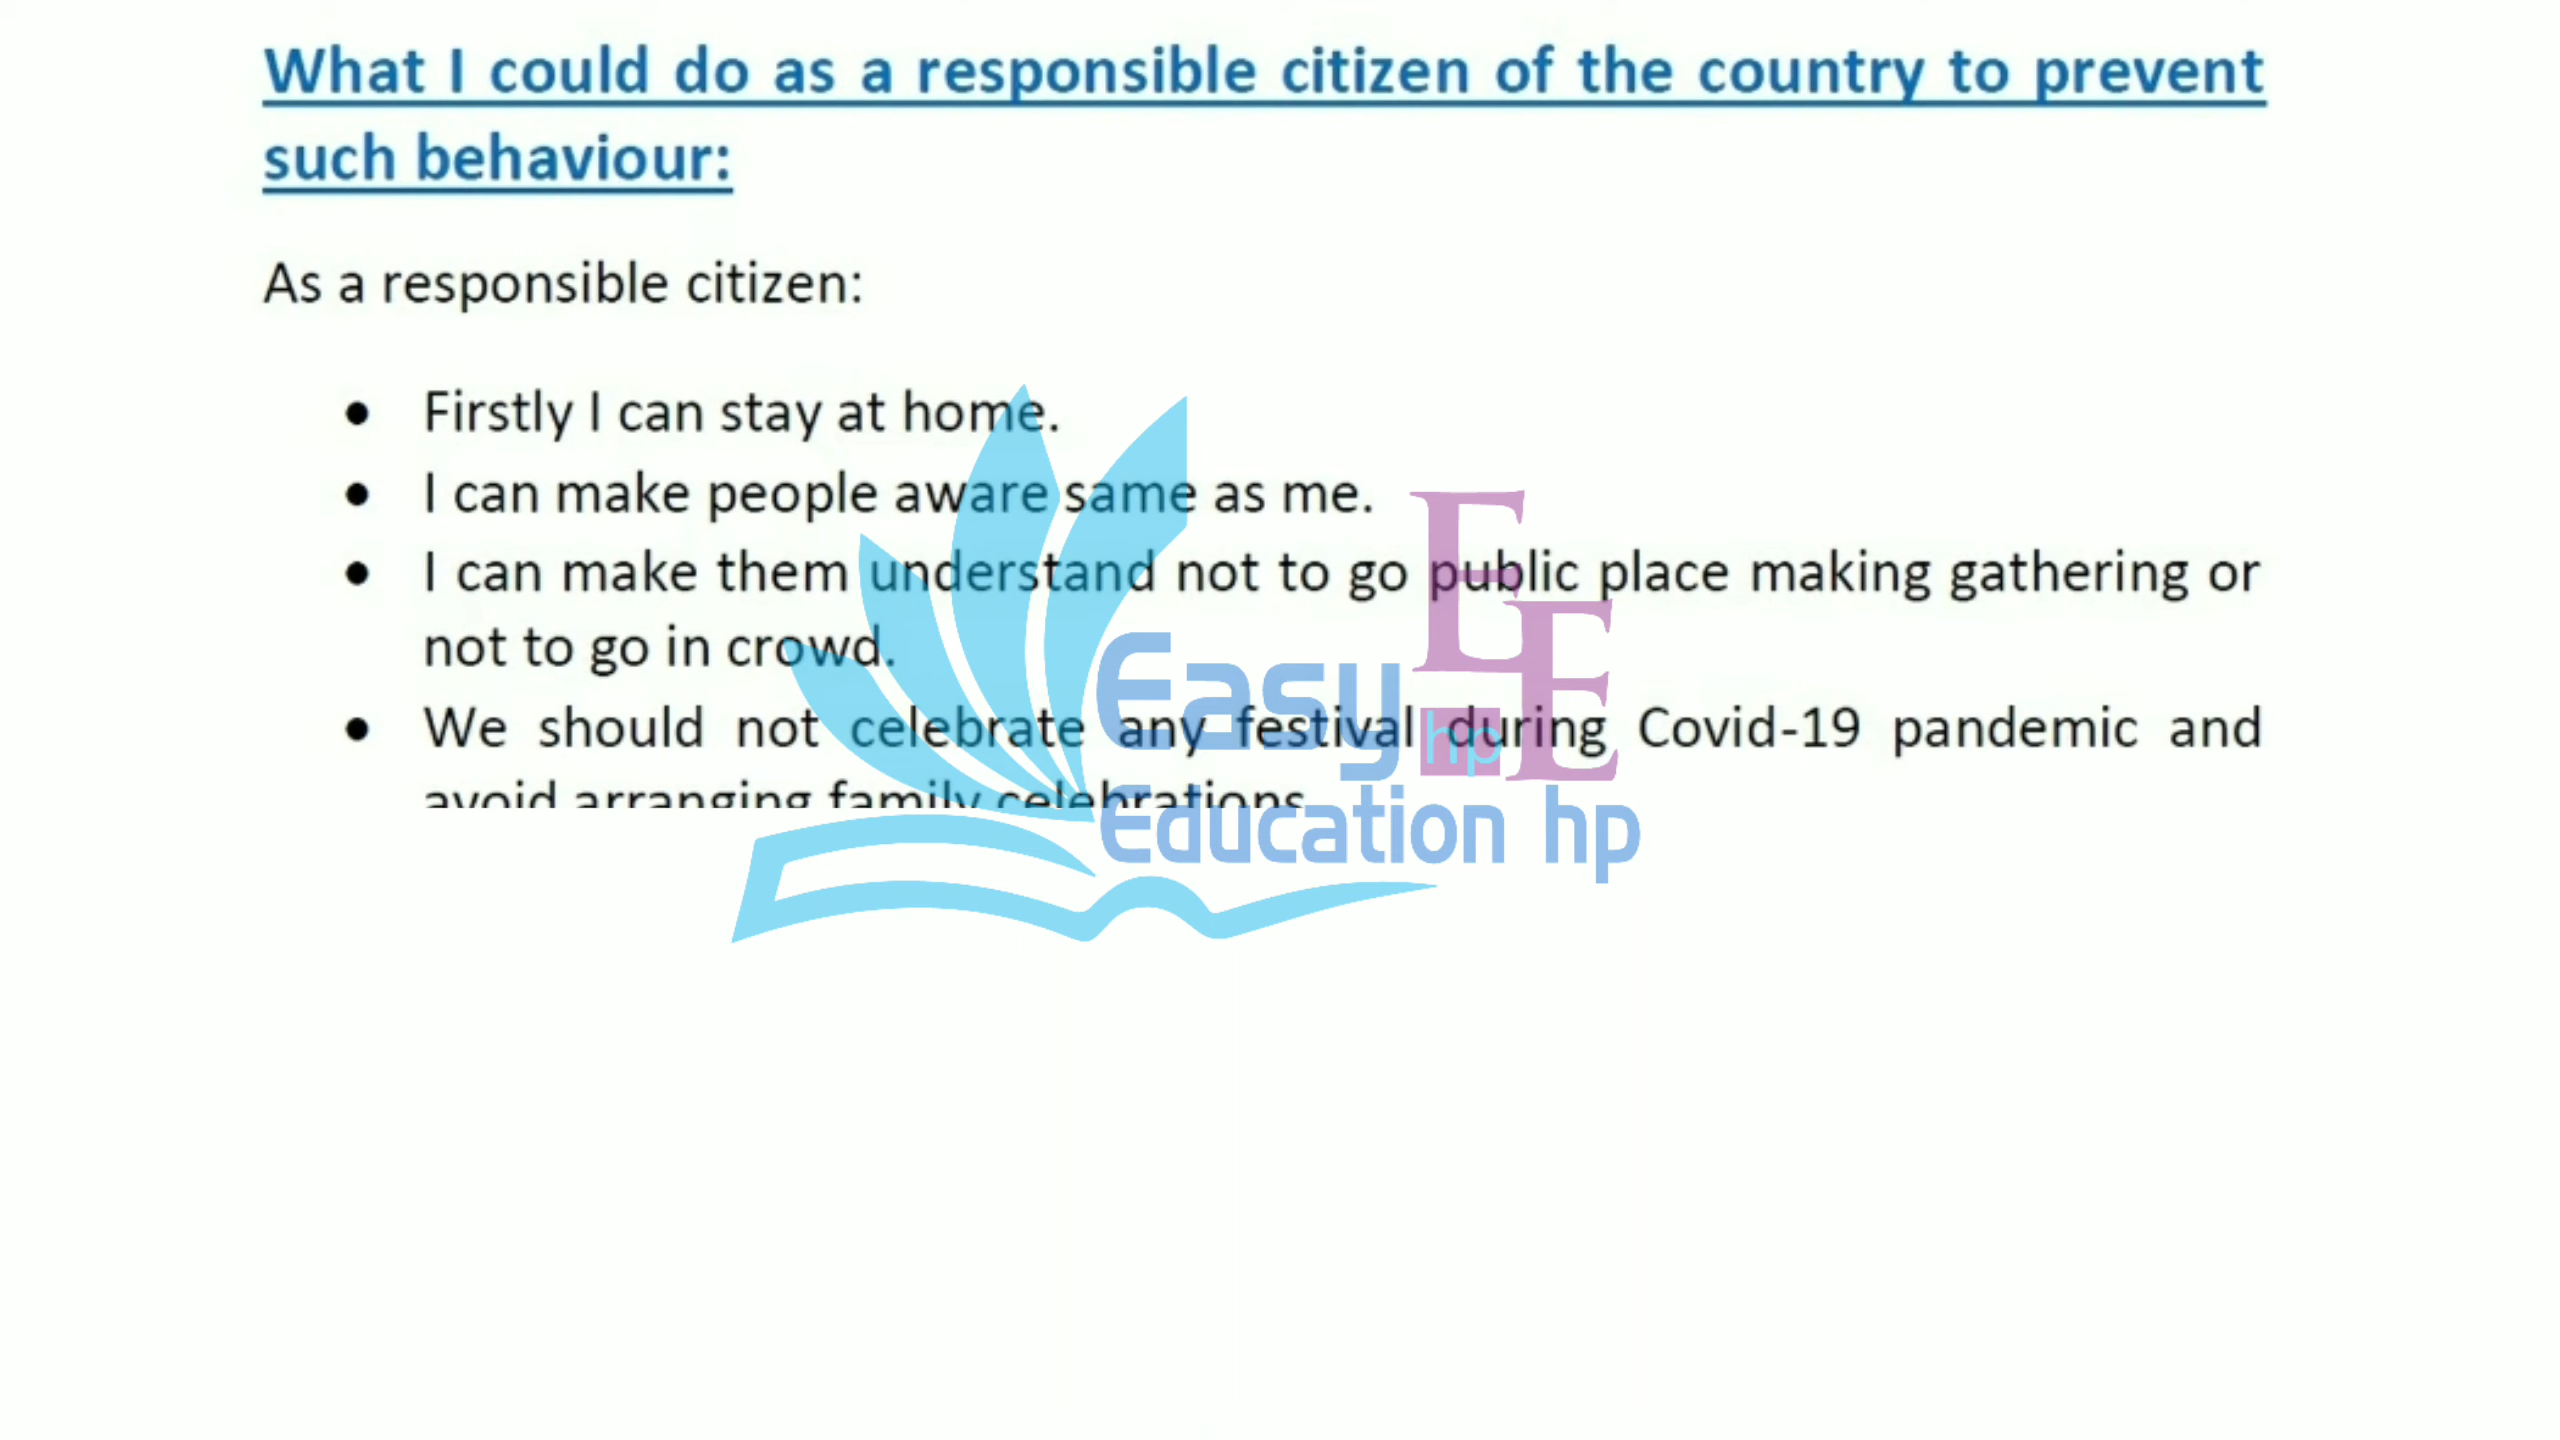 What I could do as a responsible citizen of the country to prevent
such behaviour:
As a responsible citizen:
● Firstly I can stay at home.
● I can make people aware same as me.
● I can make them understand not to go public place making gathering or
not to go in crowd.
● We should not celebrate any festival during Covid-19 pandemic and
avoid arranging family celebrations
EE
hp
Easy
Education hp